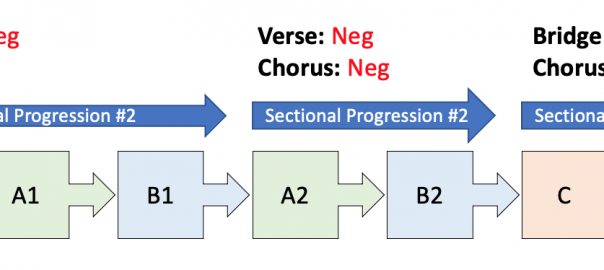 eg
Verse: Neg
Chorus: Neg
Bridge
Chorus
al Progression #2
Sectional Progression #2
Sectiona
A1
B1
A2
B2
C